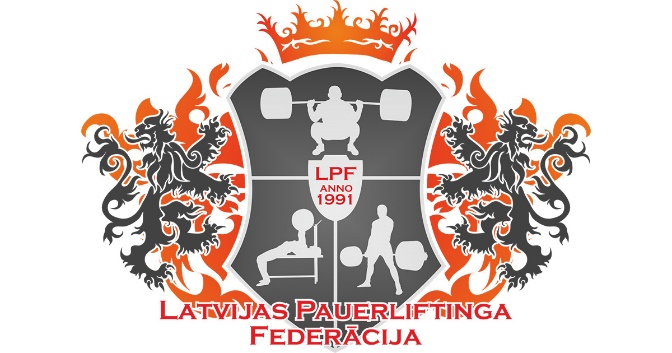 LPF
ANNO
1991
LATVIJAS PAUERLIFTINGA
FEDERĀCIJA